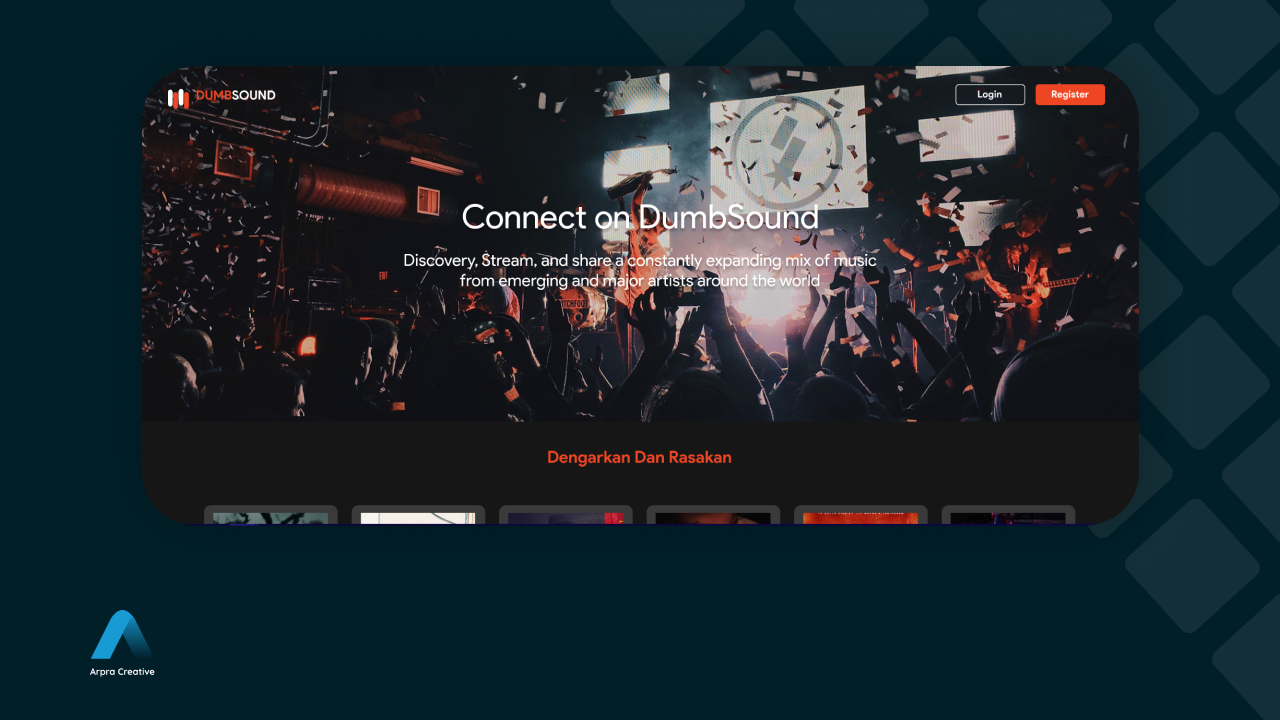 DUMBSOUND
Login
Register
Connect on DumbSound
Discovery, Stream, and share a constantly expanding mix of music
from emerging and major artists around the world
EXIT
Dengarkan Dan Rasakan
Arpra Creative